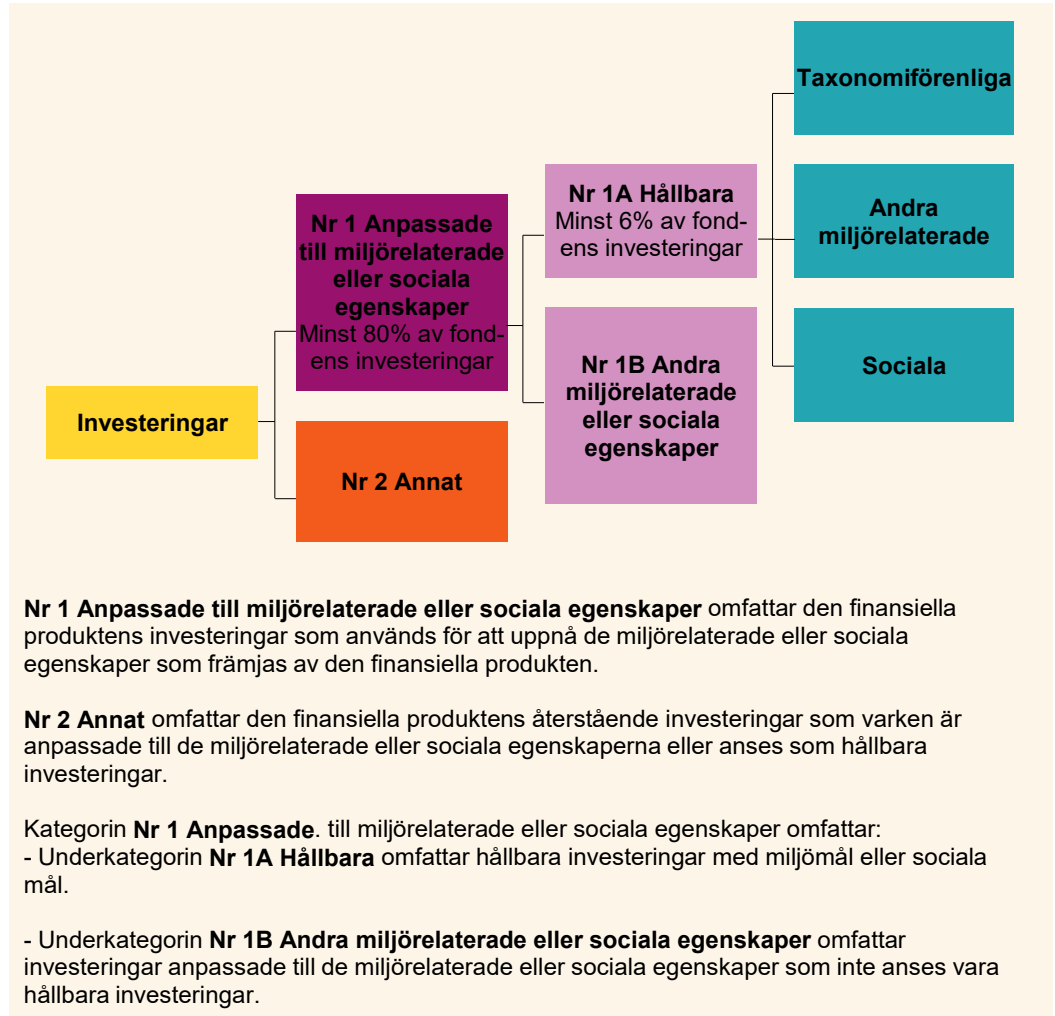 Taxonomiförenliga
Nr 1A Hållbara
Minst 6% av fond-
ens investeringar
Andra
miljörelaterade
Nr 1 Anpassade
till miljörelaterade
eller sociala
egenskaper
Minst 80% av fond-
ens investeringar
Nr 1B Andra
miljörelaterade
eller sociala
egenskaper
Sociala
Investeringar
Nr 2 Annat
Nr 1 Anpassade till miljörelaterade eller sociala egenskaper omfattar den finansiella
produktens investeringar som används för att uppnå de miljörelaterade eller sociala
egenskaper som främjas av den finansiella produkten.
Nr 2 Annat omfattar den finansiella produktens återstående investeringar som varken är
anpassade till de miljörelaterade eller sociala egenskaperna eller anses som hållbara
investeringar.
Kategorin Nr 1 Anpassade. till miljörelaterade eller sociala egenskaper omfattar:
- Underkategorin Nr 1A Hållbara omfattar hållbara investeringar med miljömål eller sociala
mål.
- Underkategorin Nr 1B Andra miljörelaterade eller sociala egenskaper omfattar
investeringar anpassade till de miljörelaterade eller sociala egenskaper som inte anses vara
hållbara investeringar.